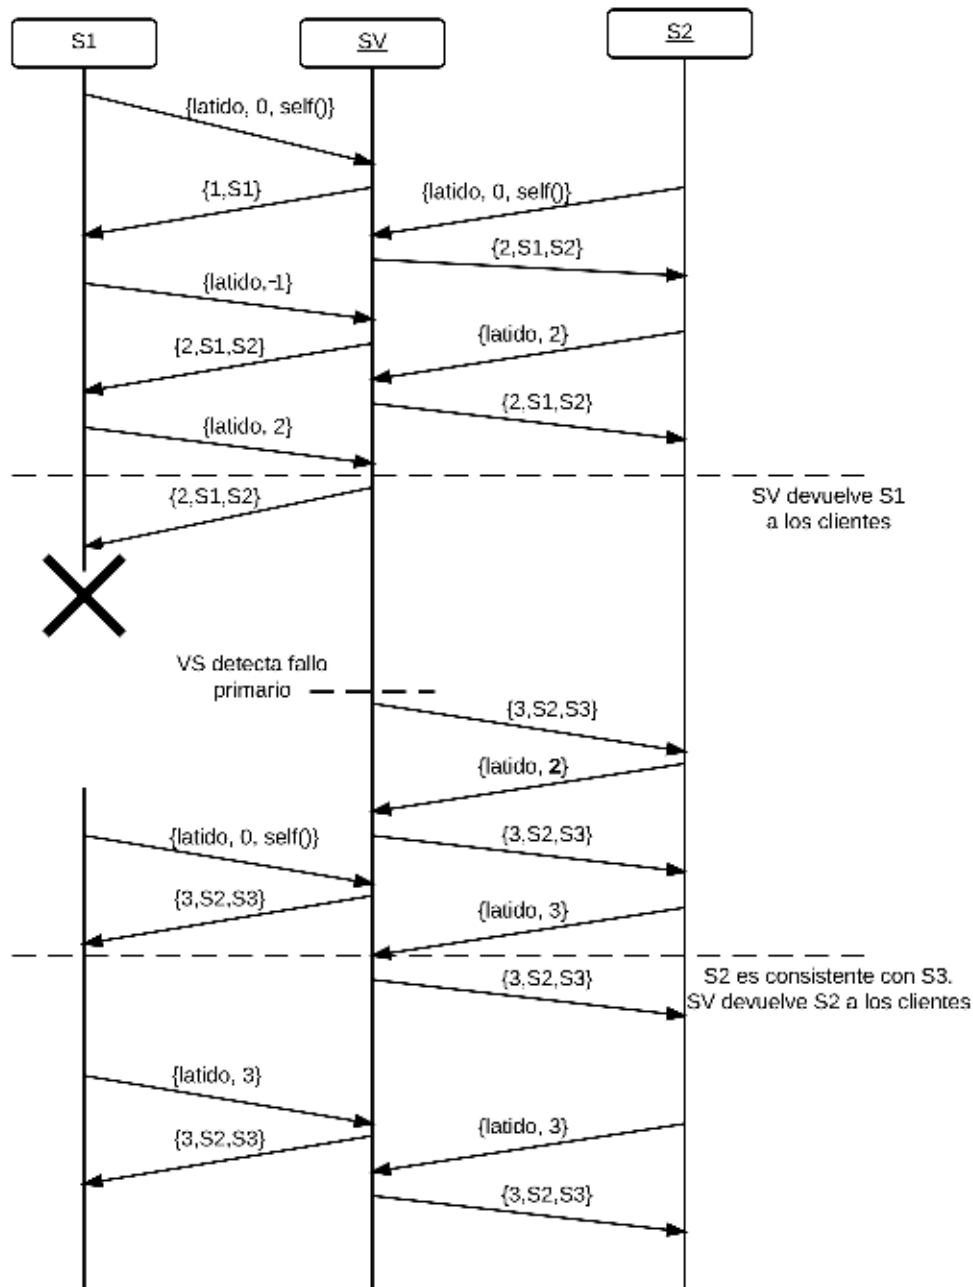 S1
SV
S2
{latido, 0, self()}
{1,S1}
{latido, 0, self()}
{2,S1,S2}
{latido,-1}
{latido, 2}
{2,S1,S2}
{2,S1,S2}
{latido, 2}
{2,S1,S2}
SV devuelve S1
a los clientes
VS detecta fallo
primario
{3,S2,S3}
{latido, 2}
{latido, 0, self()}
{3,S2,S3}
{3,S2,S3}
{latido, 3}
S2 es consistente con S3.
SV devuelve S2 a los clientes
{3,S2,S3}
{latido, 3}
{latido, 3}
{3,S2,S3}
{3,S2,S3}